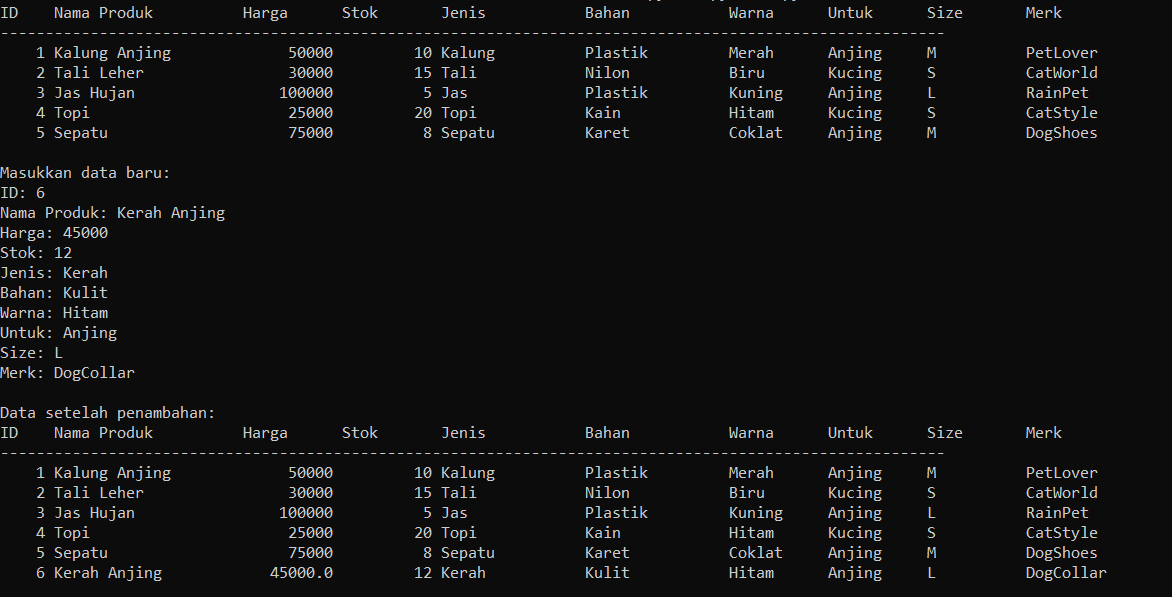 ID    Nama Produk          Harga      Stok       Jenis           Bahan           Warna      Untuk      Size       Merk
---------------------------------------------------------------------------------------------------------
    1 Kalung Anjing             50000         10 Kalung          Plastik         Merah      Anjing     M          PetLover
    2 Tali Leher                30000         15 Tali            Nilon           Biru       Kucing     S          CatWorld
    3 Jas Hujan                100000          5 Jas             Plastik         Kuning     Anjing     L          RainPet
    4 Topi                      25000         20 Topi            Kain            Hitam      Kucing     S          CatStyle
    5 Sepatu                    75000          8 Sepatu          Karet           Coklat     Anjing     M          DogShoes
Masukkan data baru:
ID: 6
Nama Produk: Kerah Anjing
Harga: 45000
Stok: 12
Jenis: Kerah
Bahan: Kulit
Warna: Hitam
Untuk: Anjing
Size: L
Merk: DogCollar
Data setelah penambahan:
ID    Nama Produk          Harga      Stok       Jenis           Bahan           Warna      Untuk      Size       Merk
---------------------------------------------------------------------------------------------------------
    1 Kalung Anjing             50000         10 Kalung          Plastik         Merah      Anjing     M          PetLover
    2 Tali Leher                30000         15 Tali            Nilon           Biru       Kucing     S          CatWorld
    3 Jas Hujan                100000          5 Jas             Plastik         Kuning     Anjing     L          RainPet
    4 Topi                      25000         20 Topi            Kain            Hitam      Kucing     S          CatStyle
    5 Sepatu                    75000          8 Sepatu          Karet           Coklat     Anjing     M          DogShoes
    6 Kerah Anjing            45000.0         12 Kerah           Kulit           Hitam      Anjing     L          DogCollar